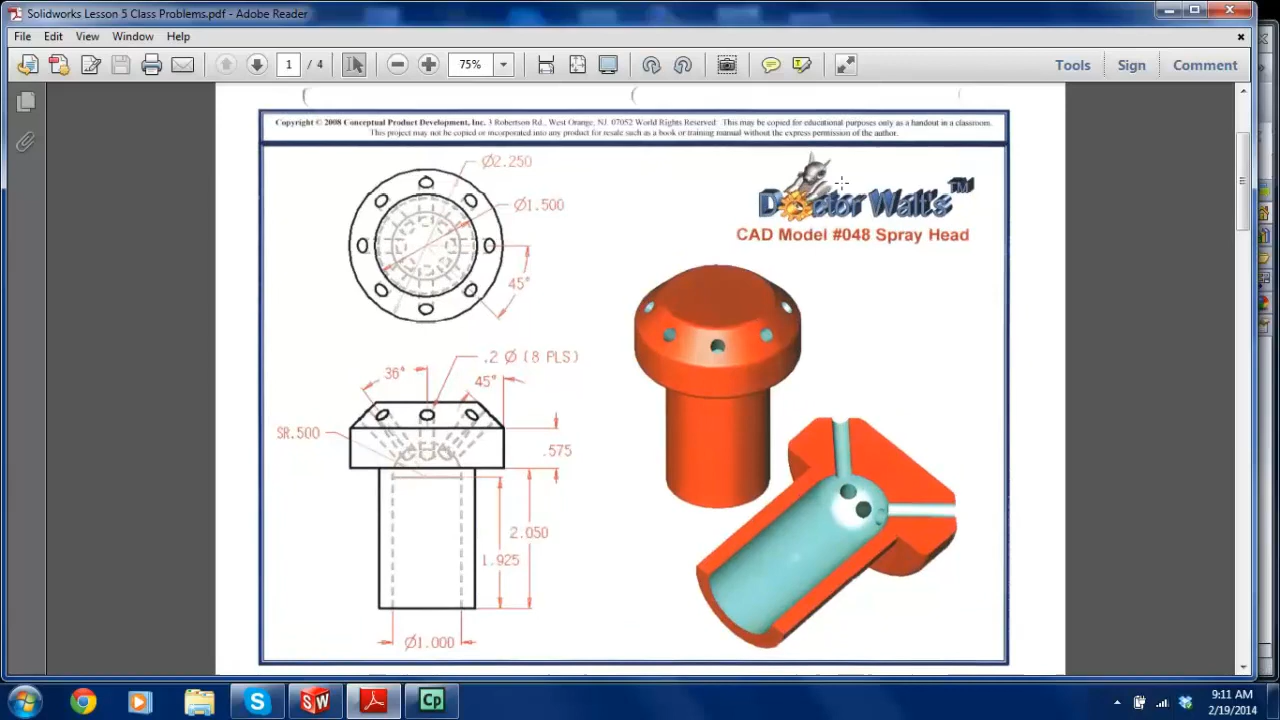 Solidworks Lesson 5 Class Problems.pdf - Adobe Reader
File Edit View Window Help
1 / 4 75% Tools Sign Comment
Copyright © 2008 Conceptual Product Development, Inc. 3 Robertson Rd., West Orange, NJ. 07052 World Rights Reserved. This may be copied for educational purposes only as a handout in a classroom.
This project may not be copied or incorporated into any product for resale such as a book or training manual without the express permission of the author.
Ø2.250
Ø1.500
45°
Doctor Walt's™
CAD Model #048 Spray Head
.2 Ø (8 PLS)
36°
45°
SR.500
.575
2.050
1.925
Ø1.000
SW
Cp
9:11 AM
2/19/2014